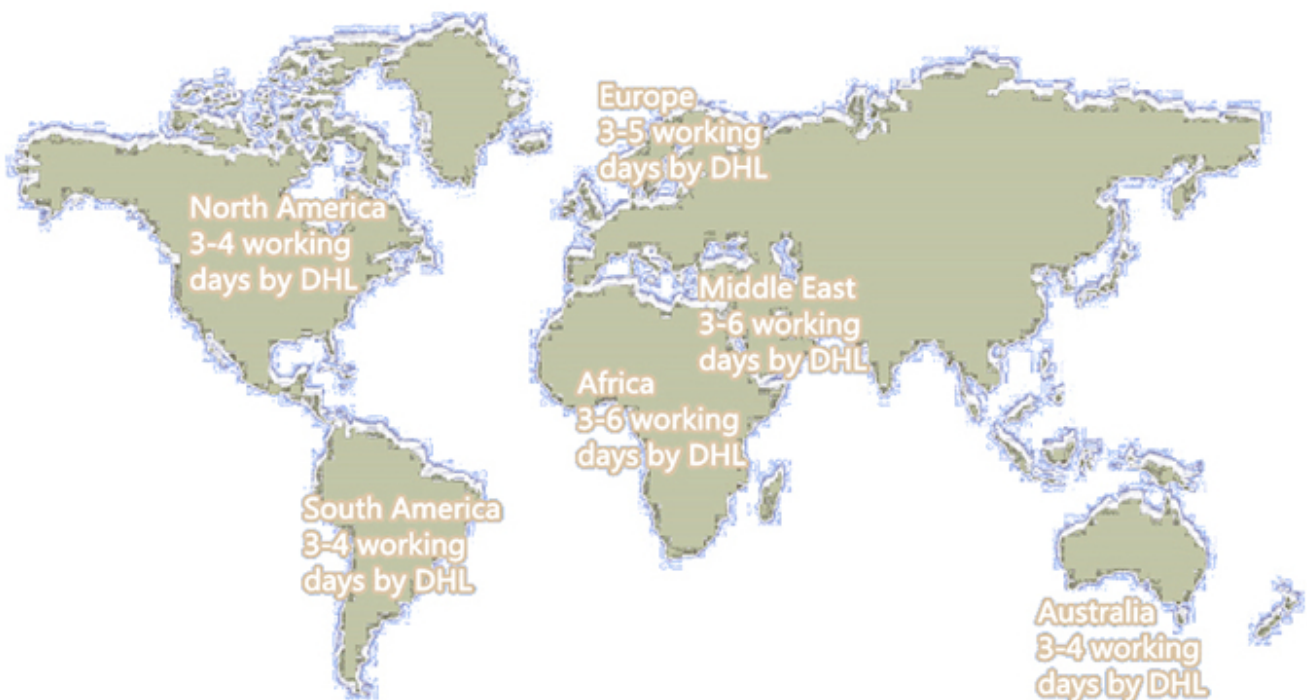 Europe
3-5 working
days by DHL
North America
3-4 working
days by DHL
Middle East
3-6 working
days by DHL
Africa
3-6 working
days by DHL
South America
3-4 working
days by DHL
Australia
3-4 working
days by DHL